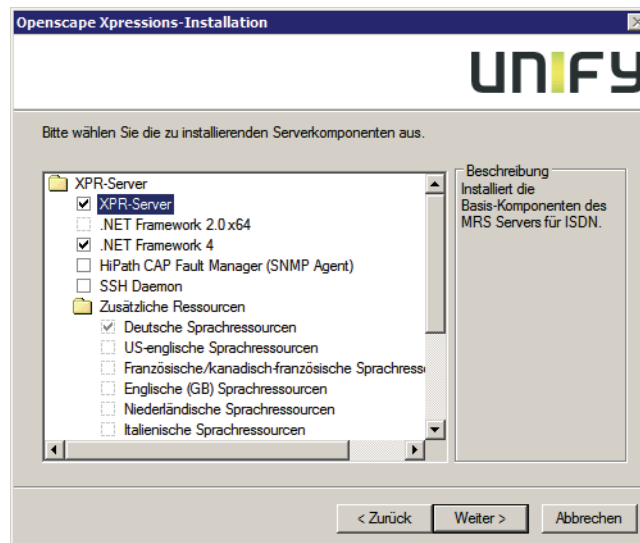 Openscape Xpressions-Installation
UNIFY
Bitte wählen Sie die zu installierenden Serverkomponenten aus.
XPR-Server
XPR-Server
.NET Framework 2.0 x64
.NET Framework 4
HiPath CAP Fault Manager (SNMP Agent)
SSH Daemon
Zusätzliche Ressourcen
Deutsche Sprachressourcen
US-englische Sprachressourcen
Französische/kanadisch-französische Sprachresso
Englische (GB) Sprachressourcen
Niederländische Sprachressourcen
Italienische Sprachressourcen
Beschreibung
Installiert die
Basis-Komponenten des
MRS Servers für ISDN.
< Zurück
Weiter >
Abbrechen